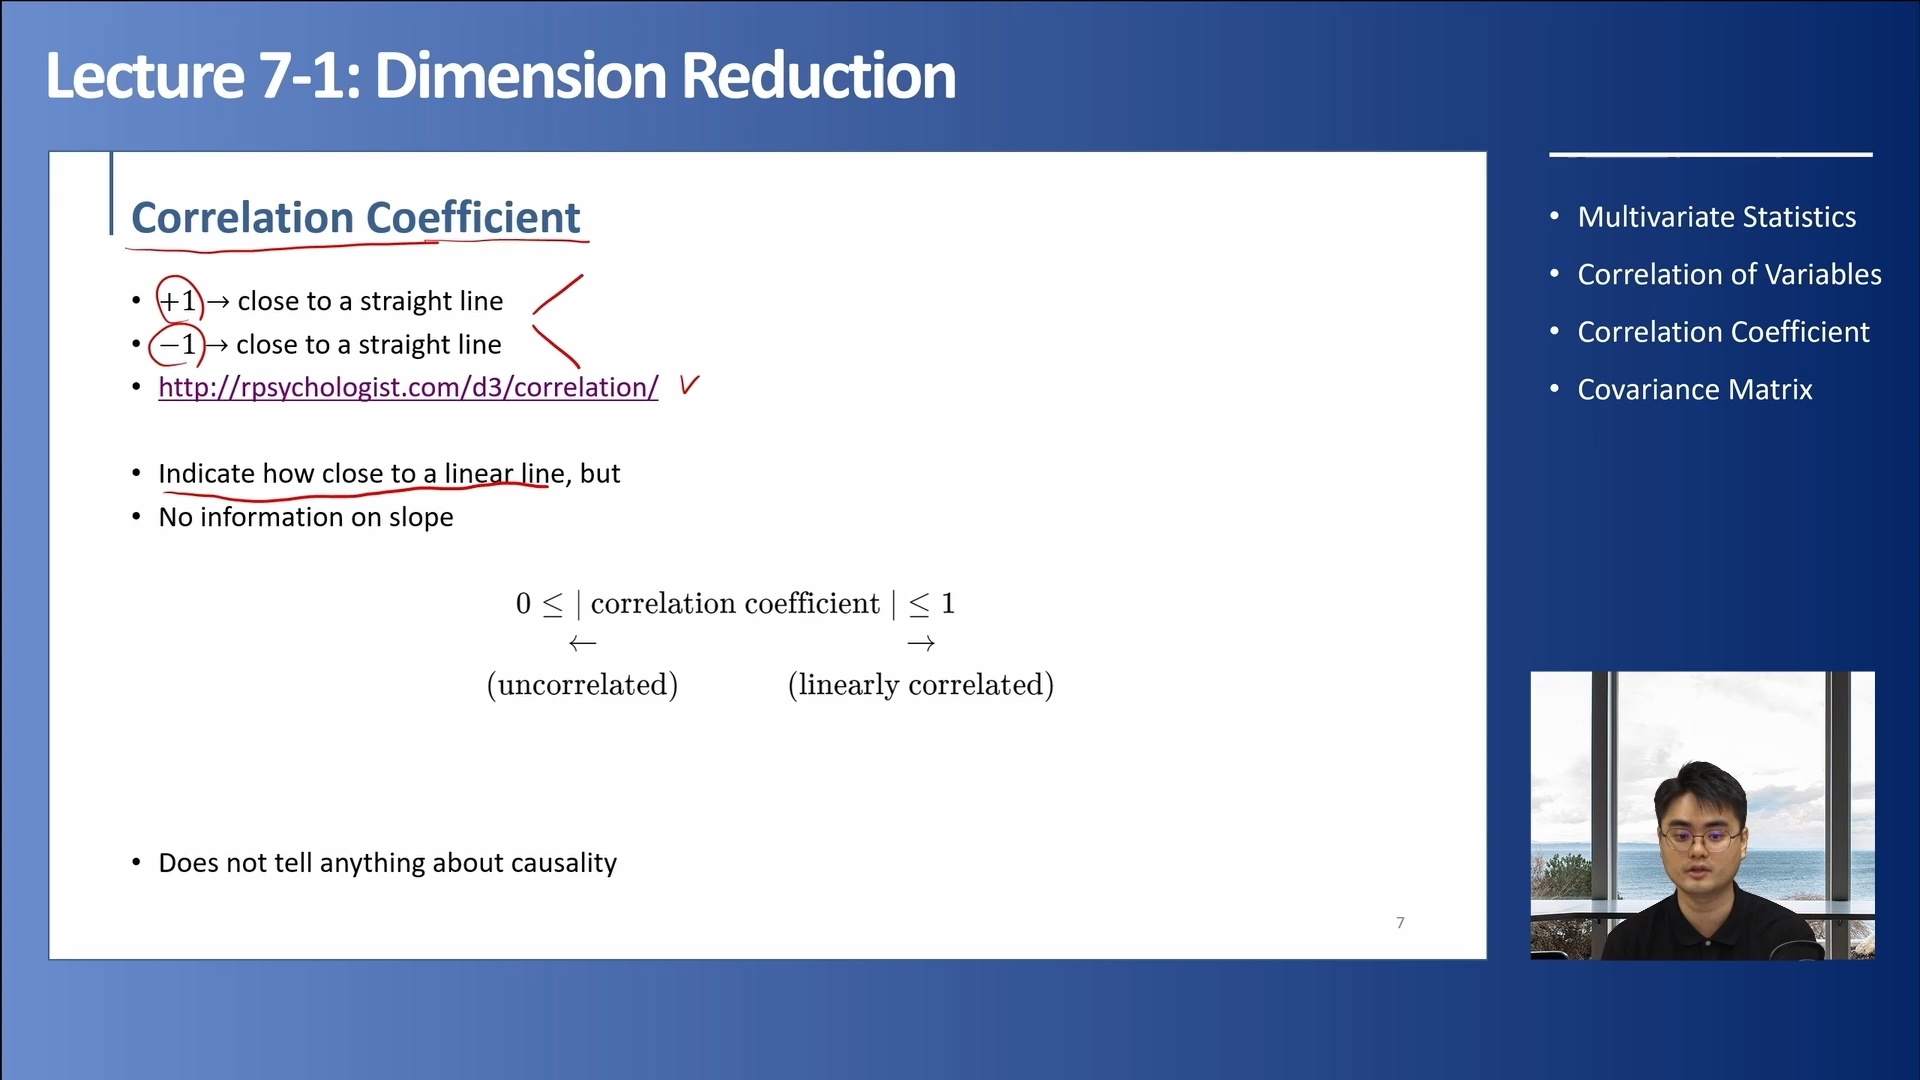 Lecture 7-1: Dimension Reduction
Correlation Coefficient
• +1 → close to a straight line
• −1 → close to a straight line
• http://rpsychologist.com/d3/correlation/
• Indicate how close to a linear line, but
• No information on slope
0 ≤ | correlation coefficient | ≤ 1
← →
(uncorrelated) (linearly correlated)
• Does not tell anything about causality
7
• Multivariate Statistics
• Correlation of Variables
• Correlation Coefficient
• Covariance Matrix